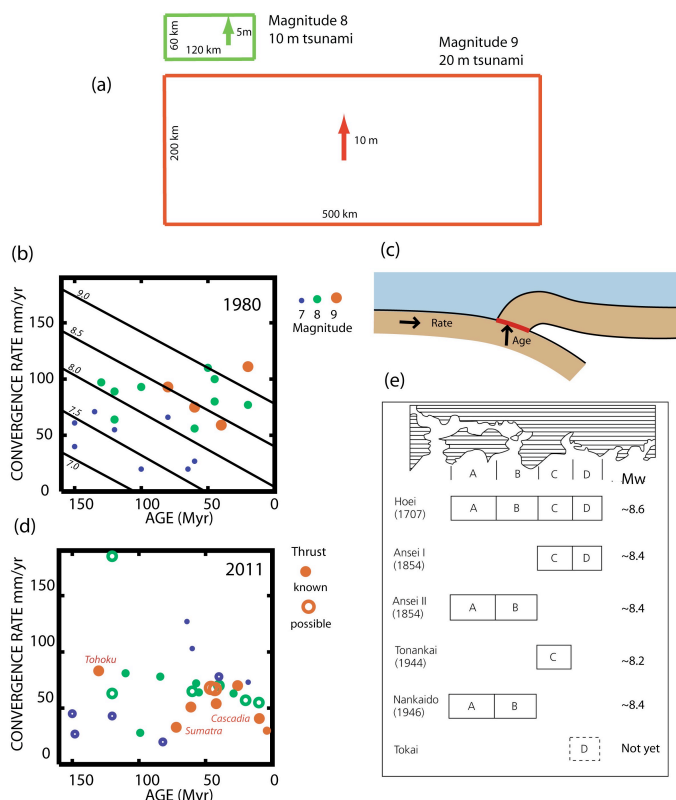 60 km
120 km
5m
Magnitude 8
10 m tsunami
Magnitude 9
20 m tsunami
(a)
200 km
10 m
500 km
(b)
CONVERGENCE RATE mm/yr
150
100
50
0
9.0
8.5
8.0
7.5
7.0
1980
150 100 50 0
AGE (Myr)
7 8 9
Magnitude
(c)
Rate
Age
(d)
CONVERGENCE RATE mm/yr
150
100
50
0
2011
Tohoku
Sumatra
Cascadia
150 100 50 0
AGE (Myr)
Thrust
known
possible
(e)
A B C D
Mw
Hoei
(1707)
A B C D
~8.6
Ansei I
(1854)
C D
~8.4
Ansei II
(1854)
A B
~8.4
Tonankai
(1944)
C
~8.2
Nankaido
(1946)
A B
~8.4
Tokai
D
Not yet